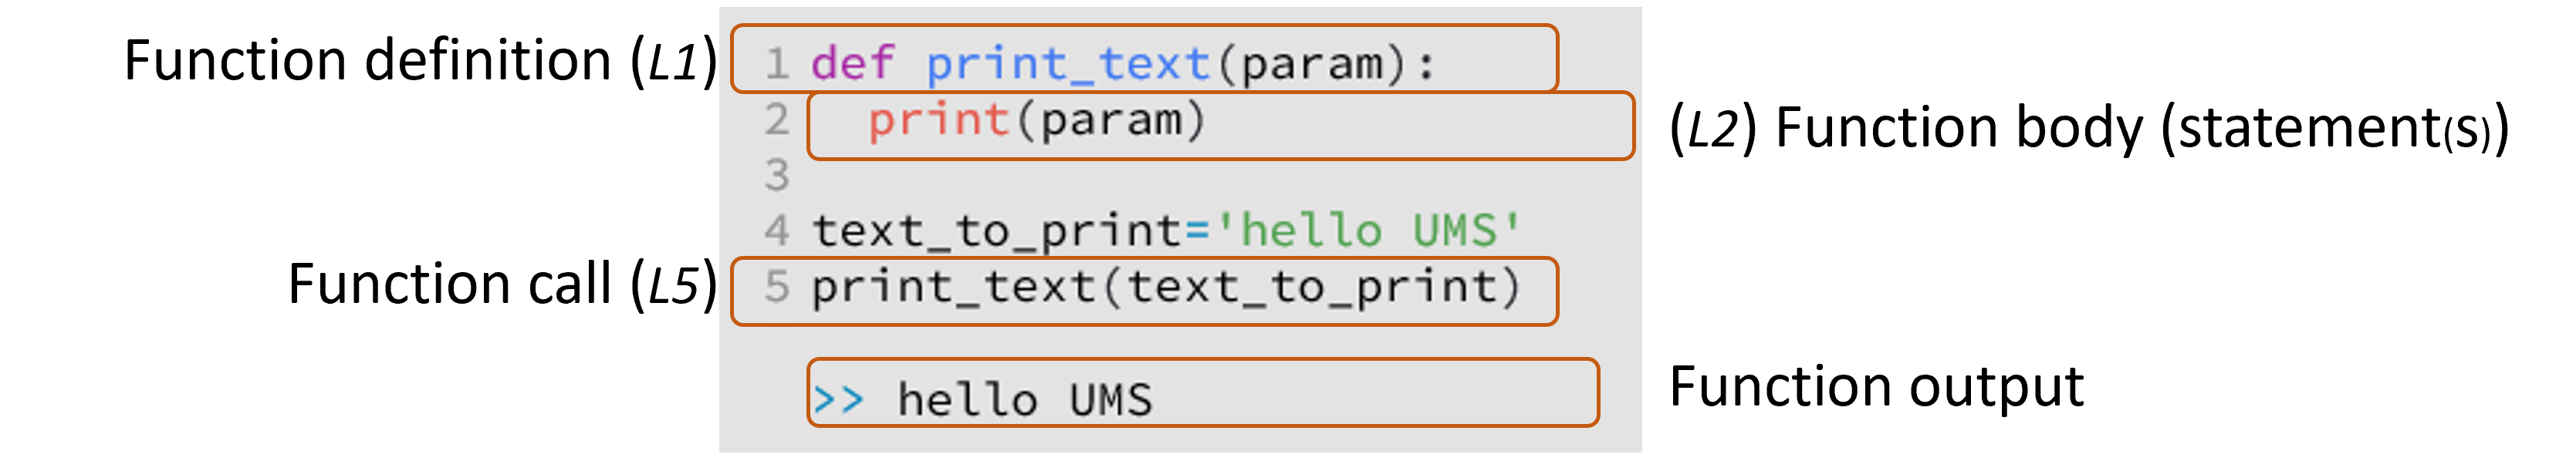 Function definition (L1)
1 def print_text(param):
2   print(param)
(L2) Function body (statement(s))
3
4 text_to_print='hello UMS'
Function call (L5)
5 print_text(text_to_print)
>> hello UMS
Function output